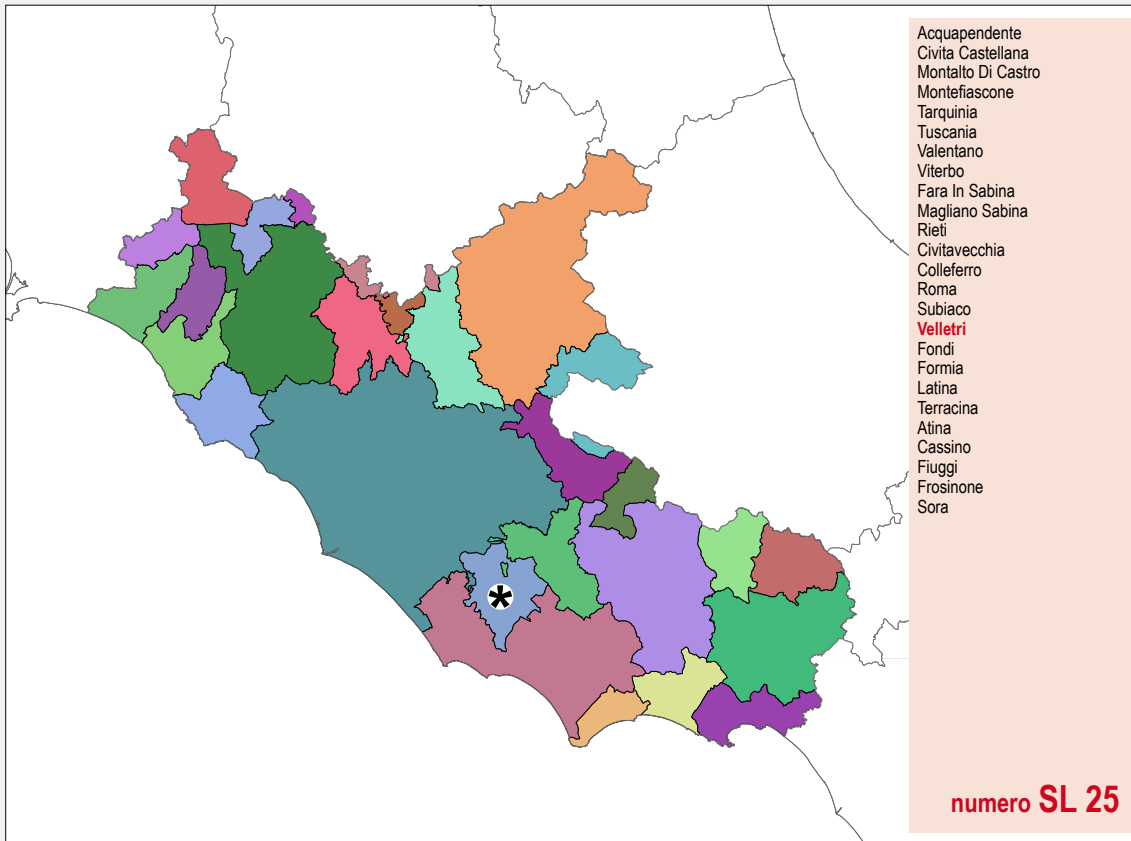 Acquapendente
Civita Castellana
Montalto Di Castro
Montefiascone
Tarquinia
Tuscania
Valentano
Viterbo
Fara In Sabina
Magliano Sabina
Rieti
Civitavecchia
Colleferro
Roma
Subiaco
Velletri
Fondi
Formia
Latina
Terracina
Atina
Cassino
Fiuggi
Frosinone
Sora
*
numero SL 25